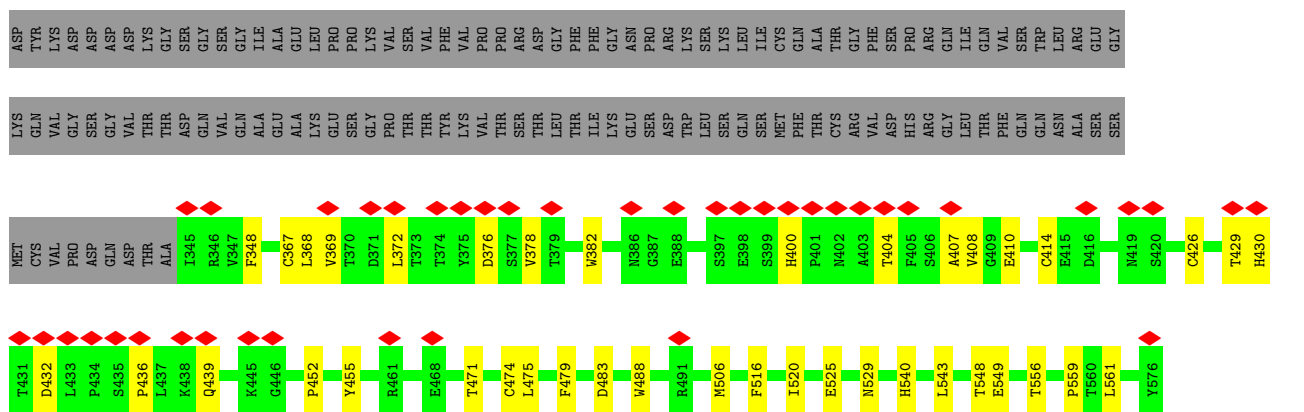 ASP TYR LYS ASP ASP ASP ASP LYS GLY SER GLY SER GLY ILE ALA GLU LEU PRO PRO LYS VAL SER VAL PHE VAL PRO PRO ARG ASP GLY PHE PHE GLY ASN PRO ARG LYS SER LYS LEU ILE CYS GLN ALA THR GLY PHE SER PRO ARG GLN ILE GLN VAL SER TRP LEU ARG GLU GLY
LYS GLN VAL GLY SER GLY VAL THR THR ASP GLN VAL GLN ALA GLU ALA LYS GLU SER GLY PRO THR THR TYR LYS VAL THR SER THR LEU THR ILE LYS GLU SER ASP TRP LEU SER GLN SER MET PHE THR CYS ARG VAL ASP HIS ARG GLY LEU THR PHE GLN GLN ASN ALA SER SER
MET CYS VAL PRO ASP GLN ASP THR ALA I345 R346 V347 F348 C367 L368 V369 T370 D371 L372 T373 T374 Y375 D376 S377 V378 T379 W382 N386 G387 E388 S397 E398 S399 H400 P401 N402 A403 T404 F405 S406 A407 V408 G409 E410 C414 E415 D416 N419 S420 C426 T429 H430
T431 D432 L433 P434 S435 P436 L437 K438 Q439 K445 G446 P452 Y455 R461 E468 T471 C474 L475 F479 D483 W488 R491 M506 F516 I520 E525 N529 H540 L543 T548 E549 T556 P559 T560 L561 Y576